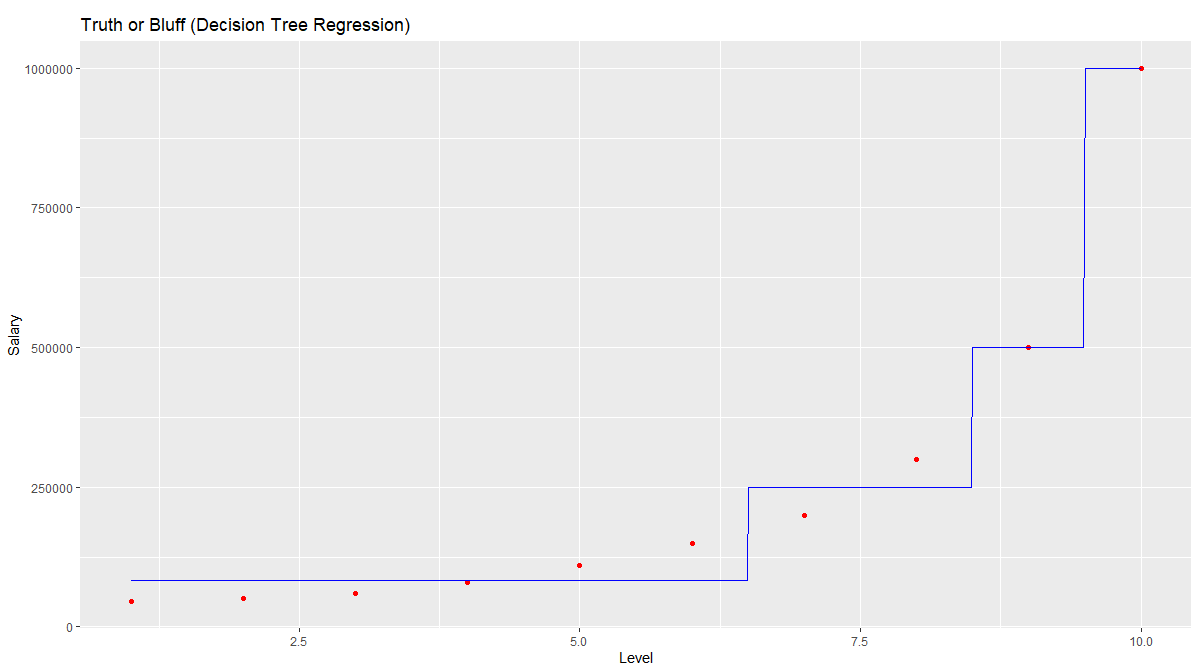 Truth or Bluff (Decision Tree Regression)
1000000
750000
500000
250000
0
Salary
2.5 5.0 7.5 10.0
Level